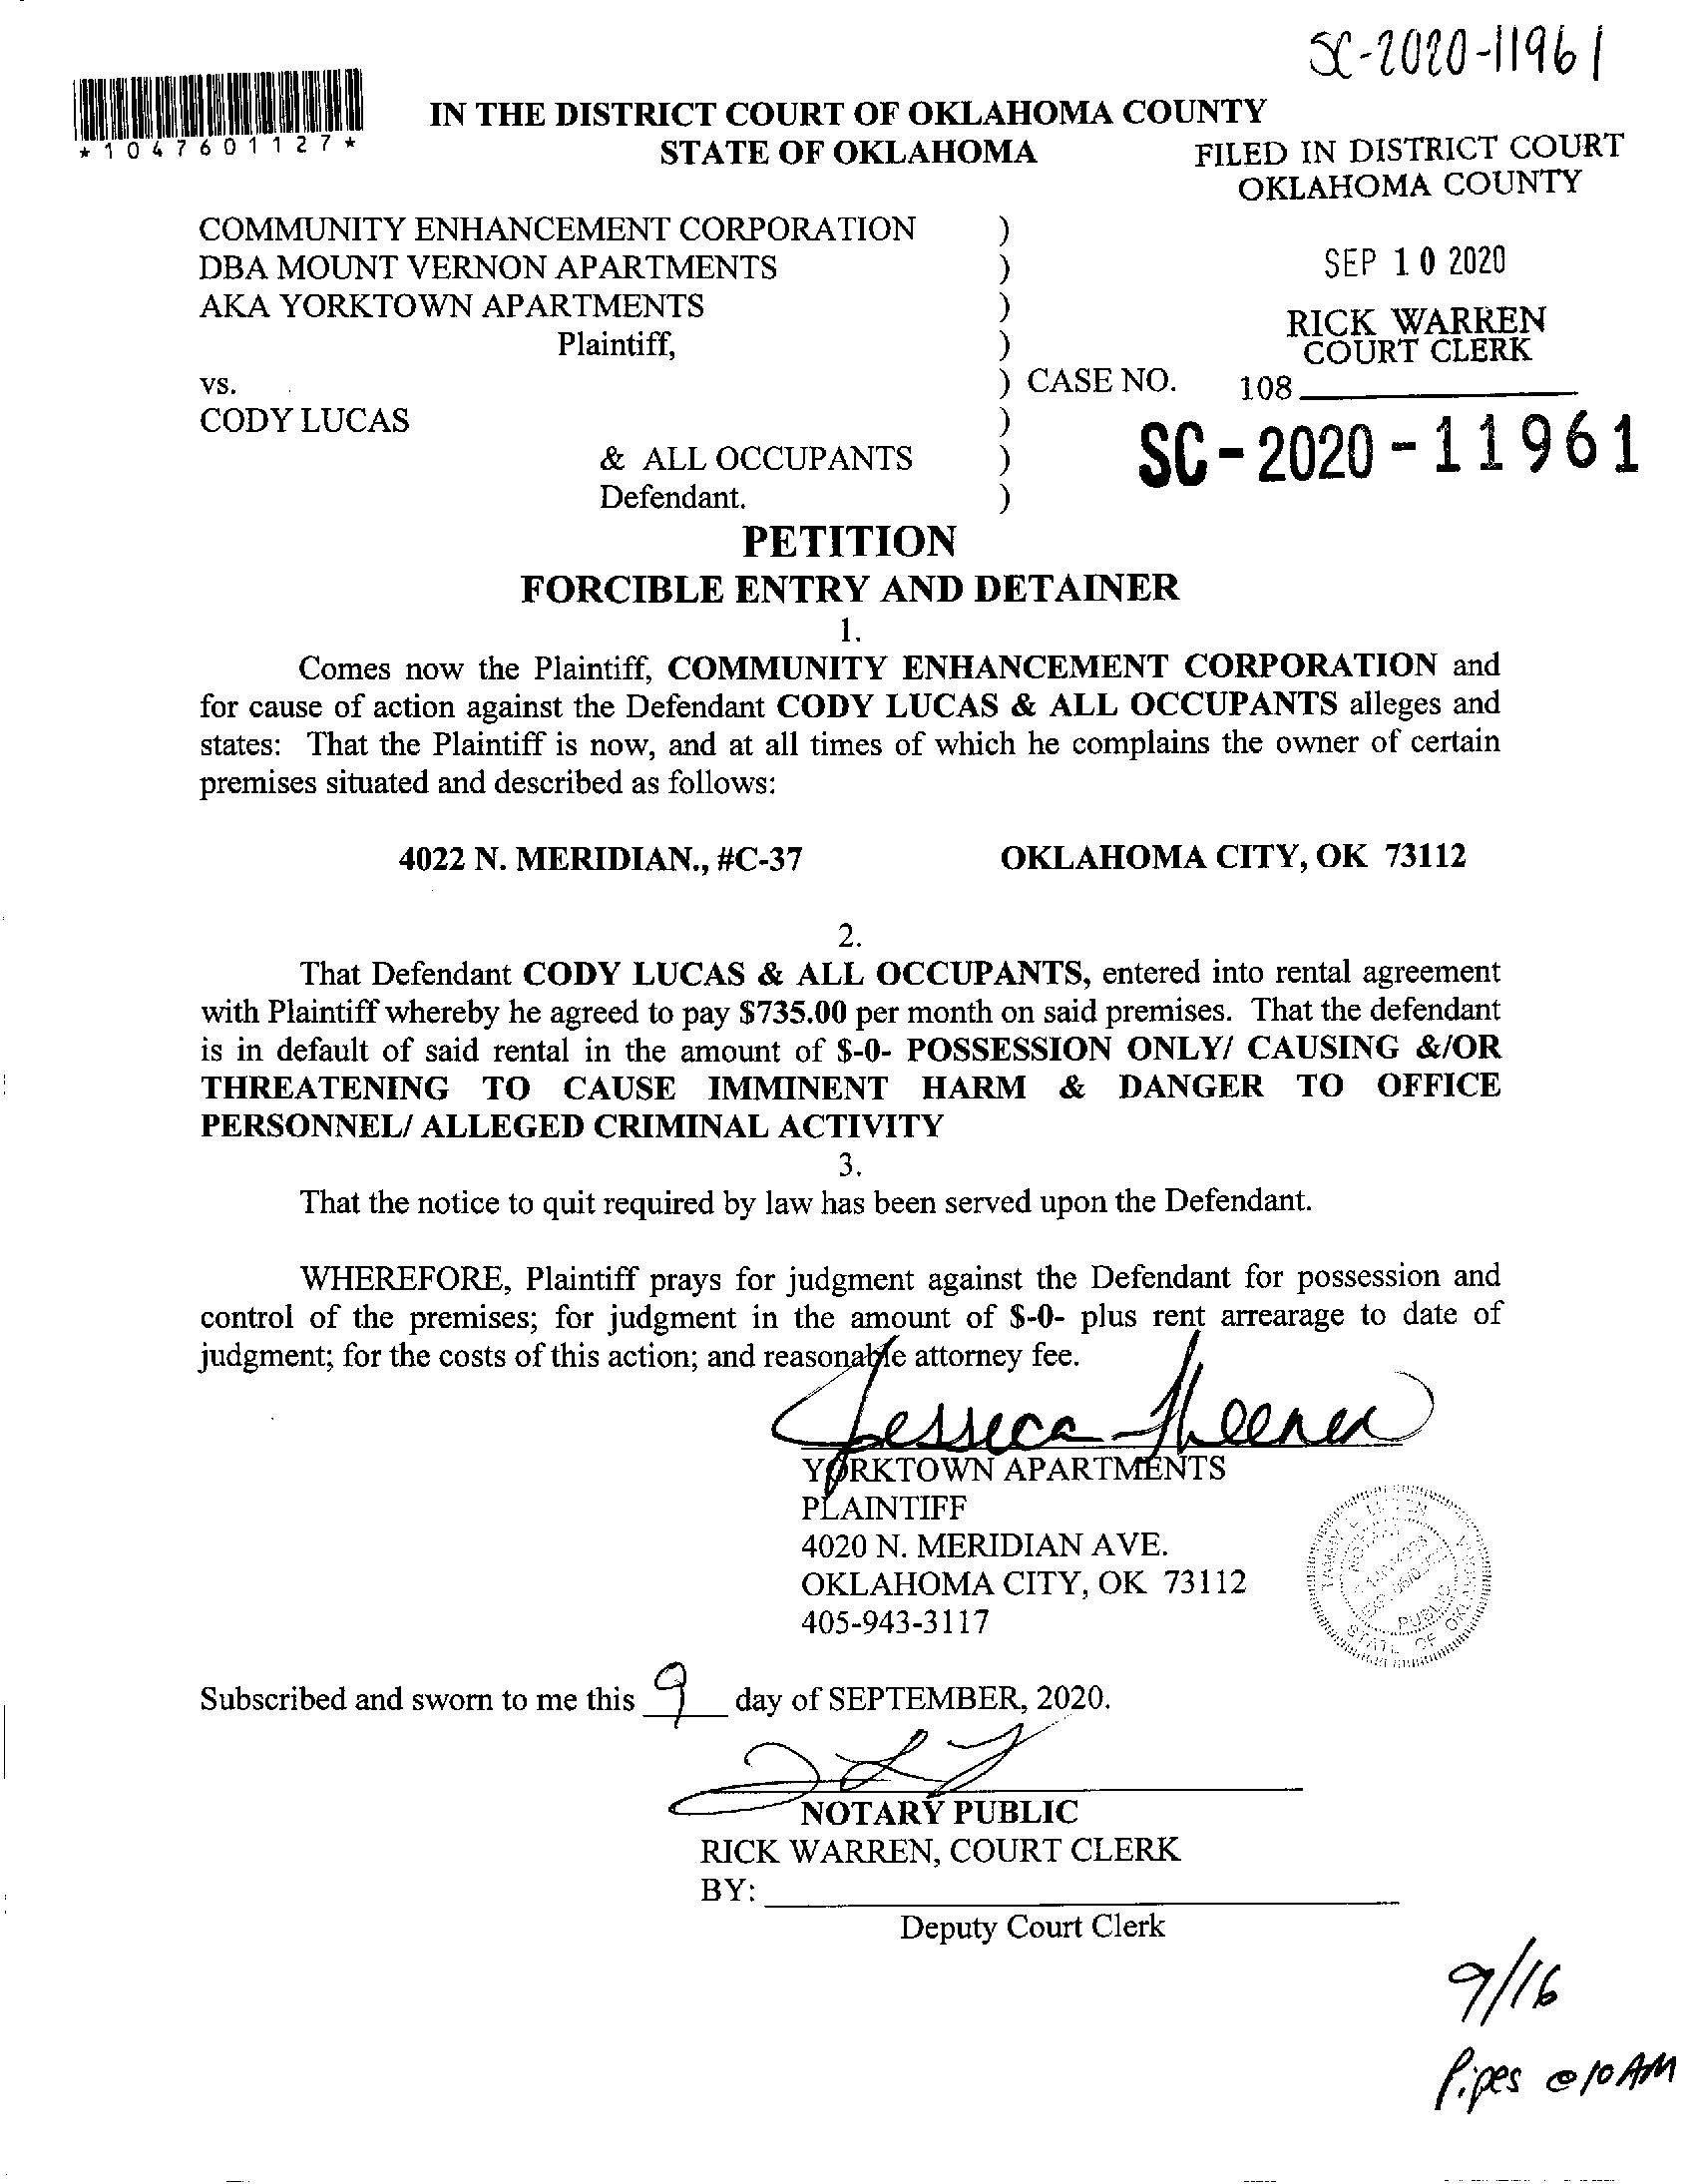 SC-2020-11961
*1047601127*
IN THE DISTRICT COURT OF OKLAHOMA COUNTY
STATE OF OKLAHOMA
FILED IN DISTRICT COURT
OKLAHOMA COUNTY
SEP 10 2020
RICK WARREN
COURT CLERK
108
COMMUNITY ENHANCEMENT CORPORATION )
DBA MOUNT VERNON APARTMENTS )
AKA YORKTOWN APARTMENTS )
Plaintiff, )
vs. ) CASE NO.
CODY LUCAS )
SC-2020-11961
& ALL OCCUPANTS )
Defendant. )
PETITION
FORCIBLE ENTRY AND DETAINER
1.
Comes now the Plaintiff, COMMUNITY ENHANCEMENT CORPORATION and
for cause of action against the Defendant CODY LUCAS & ALL OCCUPANTS alleges and
states: That the Plaintiff is now, and at all times of which he complains the owner of certain
premises situated and described as follows:
4022 N. MERIDIAN., #C-37 OKLAHOMA CITY, OK 73112
2.
That Defendant CODY LUCAS & ALL OCCUPANTS, entered into rental agreement
with Plaintiff whereby he agreed to pay $735.00 per month on said premises. That the defendant
is in default of said rental in the amount of $-0- POSSESSION ONLY/ CAUSING &/OR
THREATENING TO CAUSE IMMINENT HARM & DANGER TO OFFICE
PERSONNEL/ ALLEGED CRIMINAL ACTIVITY
3.
That the notice to quit required by law has been served upon the Defendant.
WHEREFORE, Plaintiff prays for judgment against the Defendant for possession and
control of the premises; for judgment in the amount of $-0- plus rent arrearage to date of
judgment; for the costs of this action; and reasonable attorney fee.
YORKTOWN APARTMENTS
PLAINTIFF
4020 N. MERIDIAN AVE.
OKLAHOMA CITY, OK 73112
405-943-3117
PUBLIC
STATE OF OKLAHOMA
Subscribed and sworn to me this 9 day of SEPTEMBER, 2020.
NOTARY PUBLIC
RICK WARREN, COURT CLERK
BY:
Deputy Court Clerk
9/16
Pipes @ 10 AM